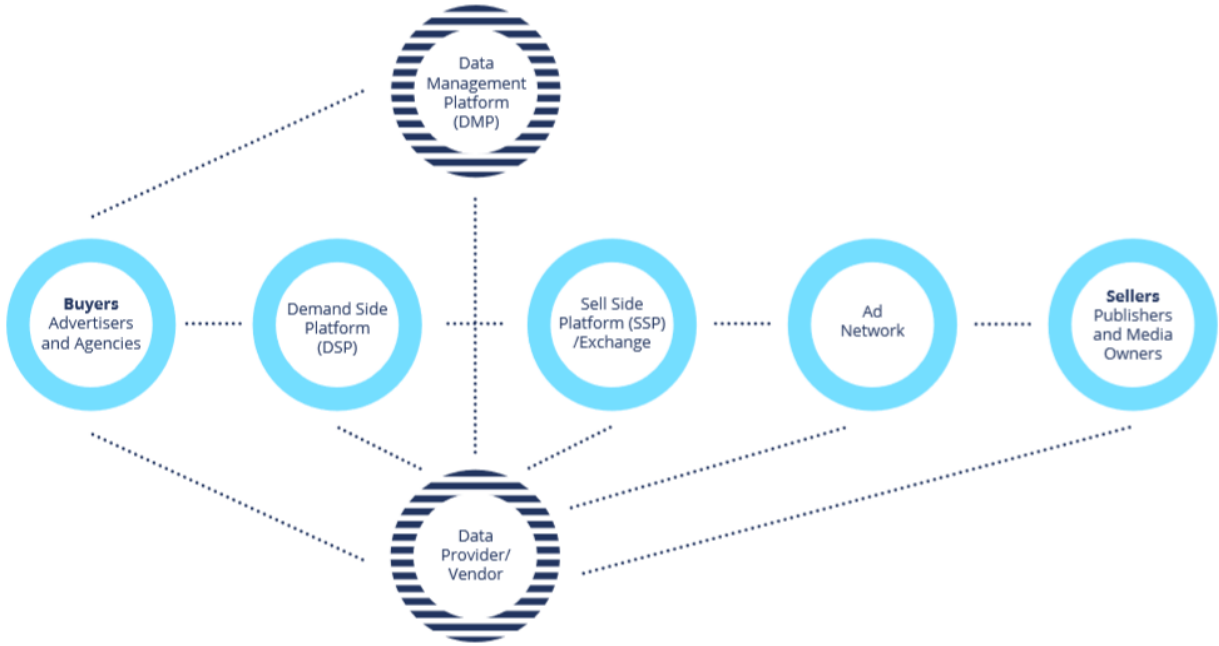 Data
Management
Platform
(DMP)
Buyers
Advertisers
and Agencies
Demand Side
Platform
(DSP)
Sell Side
Platform (SSP)
/Exchange
Ad
Network
Sellers
Publishers
and Media
Owners
Data
Provider/
Vendor